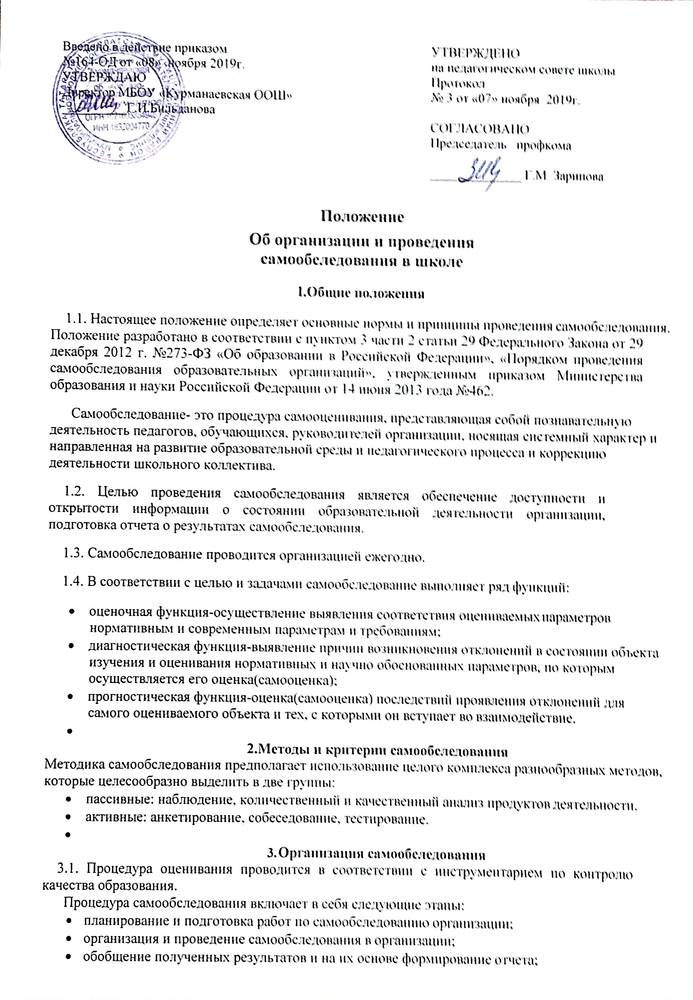 Введено в действие приказом
№164-ОД от «08» ноября 2019г.
УТВЕРЖДАЮ
Директор МБОУ «Курманаевская ООШ»
Г.И.Бильданова
ИНН 1632004770
УТВЕРЖДЕНО
на педагогическом совете школы
Протокол
№ 3 от «07» ноября 2019г.
СОГЛАСОВАНО
Председатель профкома
Г.М. Зарипова
Положение
Об организации и проведения
самообследования в школе
1.Общие положения
1.1. Настоящее положение определяет основные нормы и принципы проведения самообследования.
Положение разработано в соответствии с пунктом 3 части 2 статьи 29 Федерального Закона от 29
декабря 2012 г. №273-ФЗ «Об образовании в Российской Федерации», «Порядком проведения
самообследования образовательных организаций», утвержденным приказом Министерства
образования и науки Российской Федерации от 14 июня 2013 года №462.
Самообследование- это процедура самооценивания, представляющая собой познавательную
деятельность педагогов, обучающихся, руководителей организации, носящая системный характер и
направленная на развитие образовательной среды и педагогического процесса и коррекцию
деятельности школьного коллектива.
1.2. Целью проведения самообследования является обеспечение доступности и
открытости информации о состоянии образовательной деятельности организации,
подготовка отчета о результатах самообследования.
1.3. Самообследование проводится организацией ежегодно.
1.4. В соответствии с целью и задачами самообследование выполняет ряд функций:
• оценочная функция-осуществление выявления соответствия оцениваемых параметров
нормативным и современным параметрам и требованиям;
• диагностическая функция-выявление причин возникновения отклонений в состоянии объекта
изучения и оценивания нормативных и научно обоснованных параметров, по которым
осуществляется его оценка(самооценка);
• прогностическая функция-оценка(самооценка) последствий проявления отклонений для
самого оцениваемого объекта и тех, с которыми он вступает во взаимодействие.
•
2.Методы и критерии самообследования
Методика самообследования предполагает использование целого комплекса разнообразных методов,
которые целесообразно выделить в две группы:
• пассивные: наблюдение, количественный и качественный анализ продуктов деятельности.
• активные: анкетирование, собеседование, тестирование.
•
3.Организация самообследования
3.1. Процедура оценивания проводится в соответствии с инструментарием по контролю
качества образования.
Процедура самообследования включает в себя следующие этапы:
• планирование и подготовка работ по самообследованию организации;
• организация и проведение самообследования в организации;
• обобщение полученных результатов и на их основе формирование отчета;